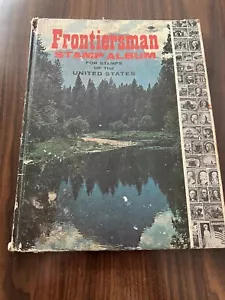 Frontiersman
STAMP ALBUM
FOR STAMPS
OF THE
UNITED STATES